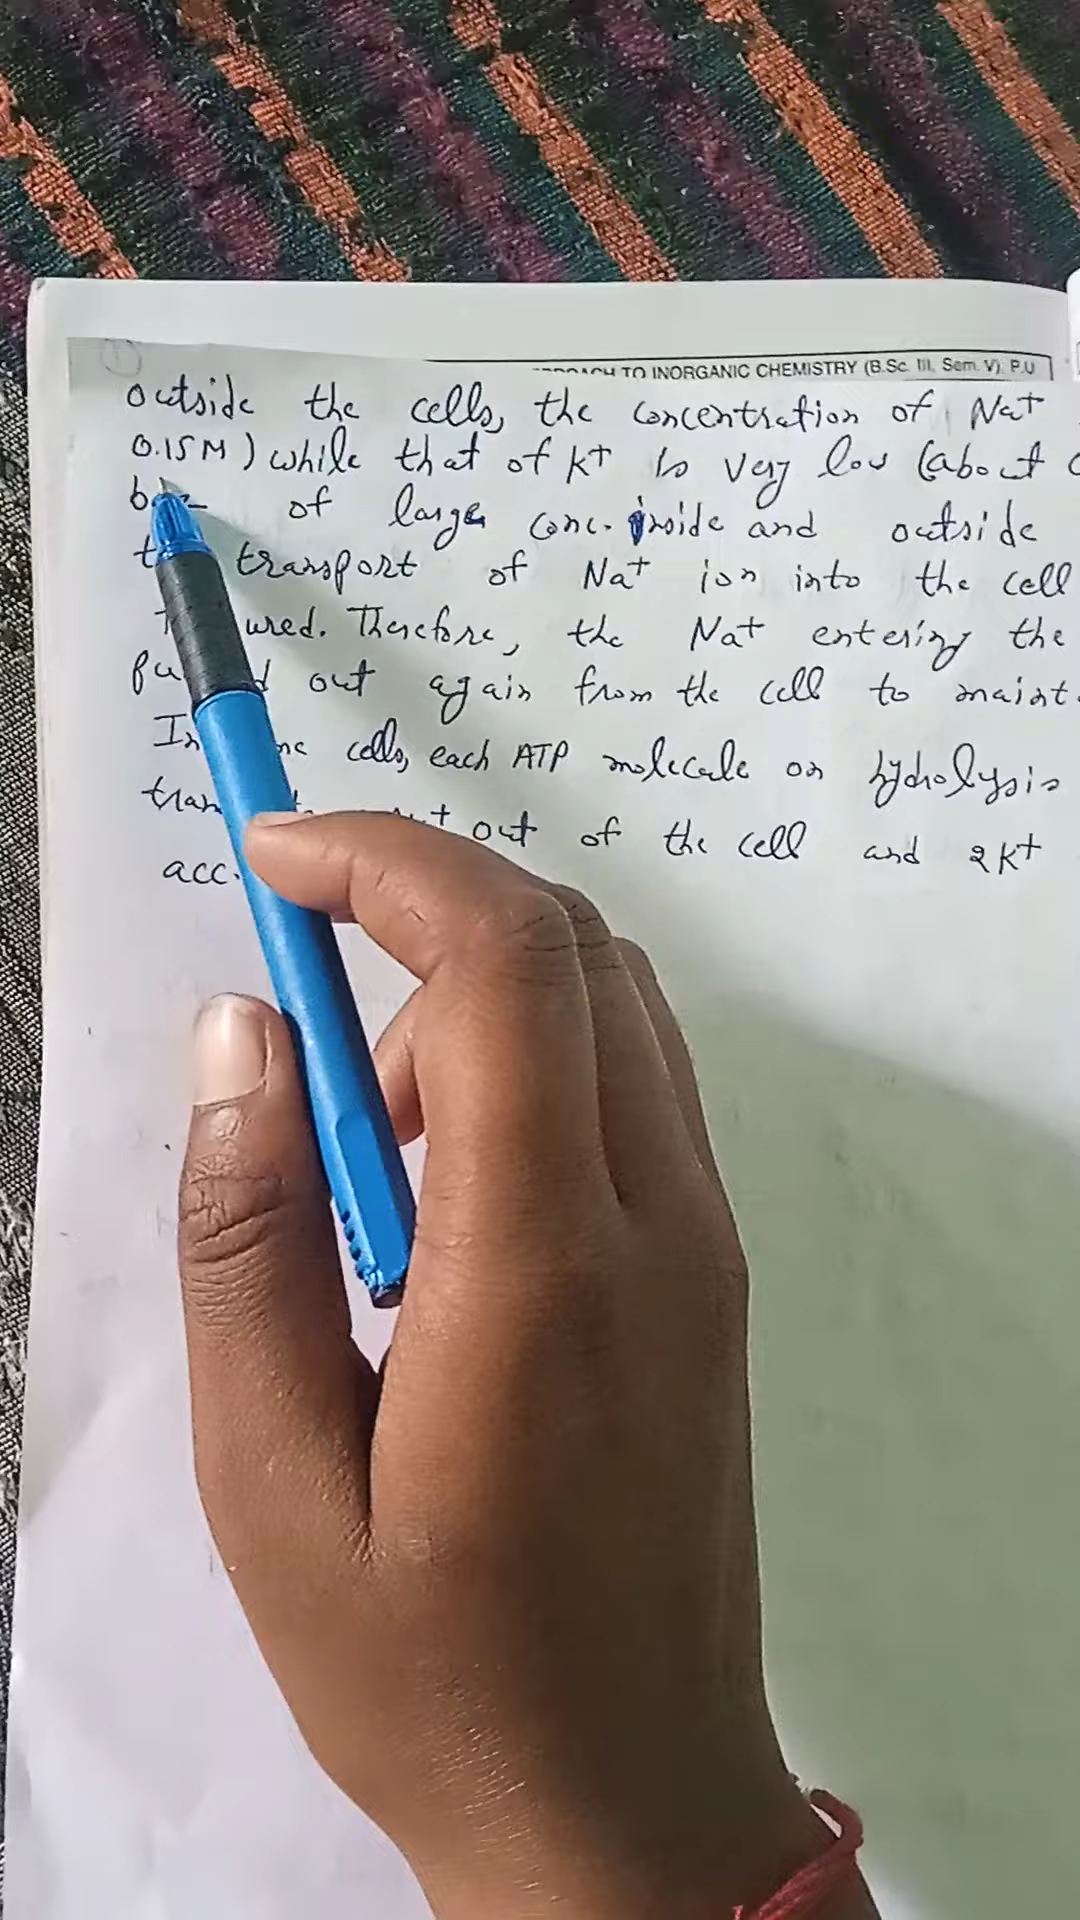 TO INORGANIC CHEMISTRY (B.Sc. III, Sem. V), P.U
outside the cells, the concentration of Na+
0.15M) while that of K+ is very low (about
of large conc. inside and outside
transport of Na+ ion into the cell
Therefore, the Na+ entering the
out again from the cell to
cells, each ATP molecule on hydrolysis
out of the cell and 2K+
acc.